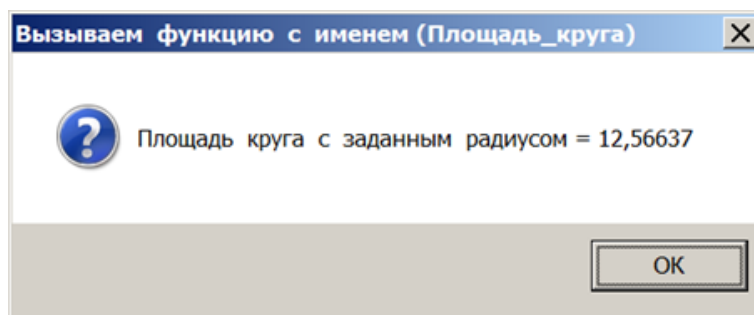 Вызываем функцию с именем (Площадь_круга)
Площадь круга с заданным радиусом = 12,56637
OK